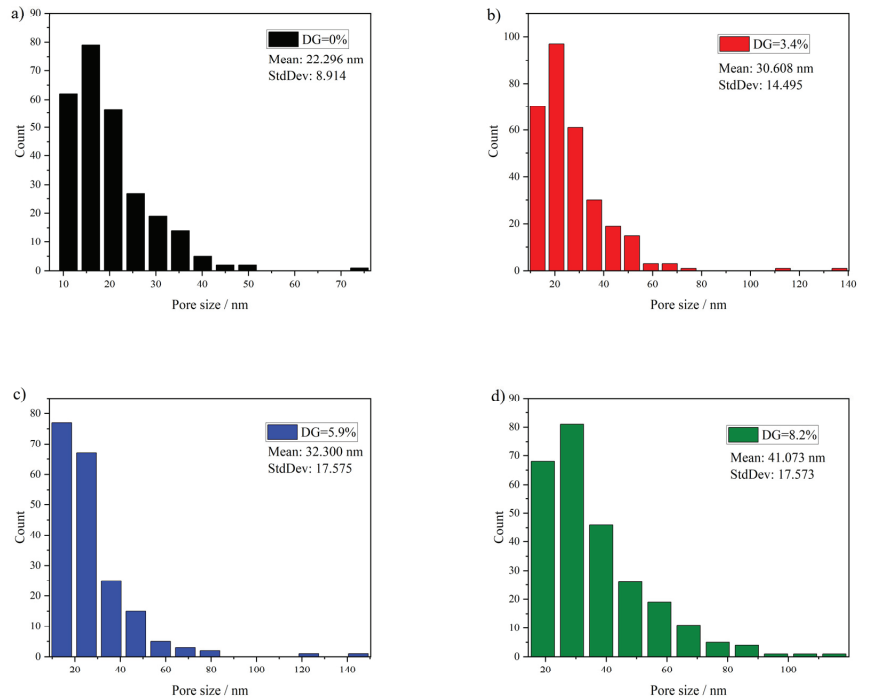 a)
DG=0%
Mean: 22.296 nm
StdDev: 8.914
Count
90
80
70
60
50
40
30
20
10
0
10 20 30 40 50 60 70
Pore size / nm
b)
DG=3.4%
Mean: 30.608 nm
StdDev: 14.495
Count
100
80
60
40
20
0
20 40 60 80 100 120 140
Pore size / nm
c)
DG=5.9%
Mean: 32.300 nm
StdDev: 17.575
Count
80
70
60
50
40
30
20
10
0
20 40 60 80 100 120 140
Pore size / nm
d)
DG=8.2%
Mean: 41.073 nm
StdDev: 17.573
Count
90
80
70
60
50
40
30
20
10
0
20 40 60 80 100
Pore size / nm